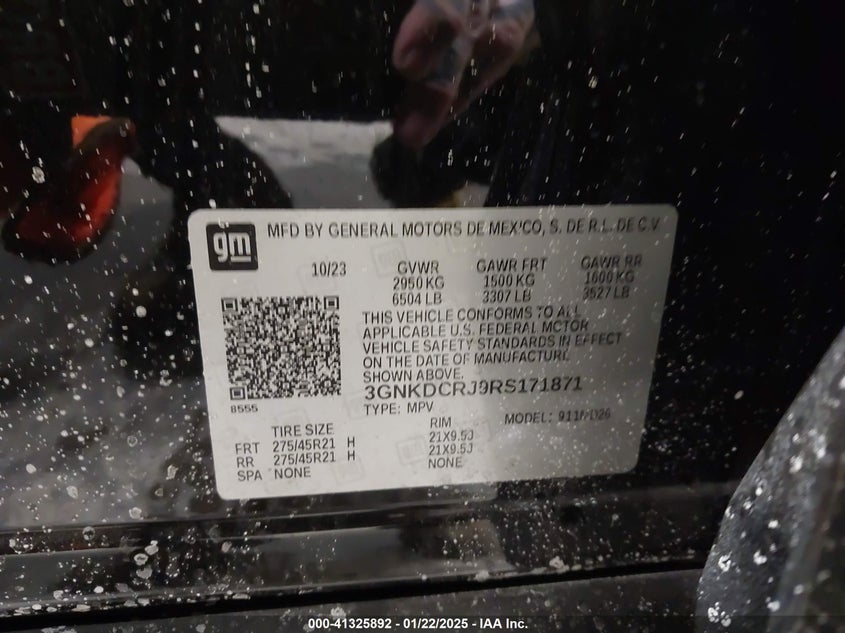 gm
MFD BY GENERAL MOTORS DE MEXICO, S. DE R.L. DE C.V.
10/23 GVWR GAWR FRT GAWR RR
2950 KG 1500 KG 1600 KG
6504 LB 3307 LB 3527 LB
THIS VEHICLE CONFORMS TO ALL
APPLICABLE U.S. FEDERAL MOTOR
VEHICLE SAFETY STANDARDS IN EFFECT
ON THE DATE OF MANUFACTURE
SHOWN ABOVE.
3GNKDCRJ9RS171871
8555
TYPE: MPV
MODEL:
TIRE SIZE RIM
FRT 275/45R21 H 21X9.5J
RR 275/45R21 H 21X9.5J
SPA NONE NONE
000-41325892 - 01/22/2025 - IAA Inc.